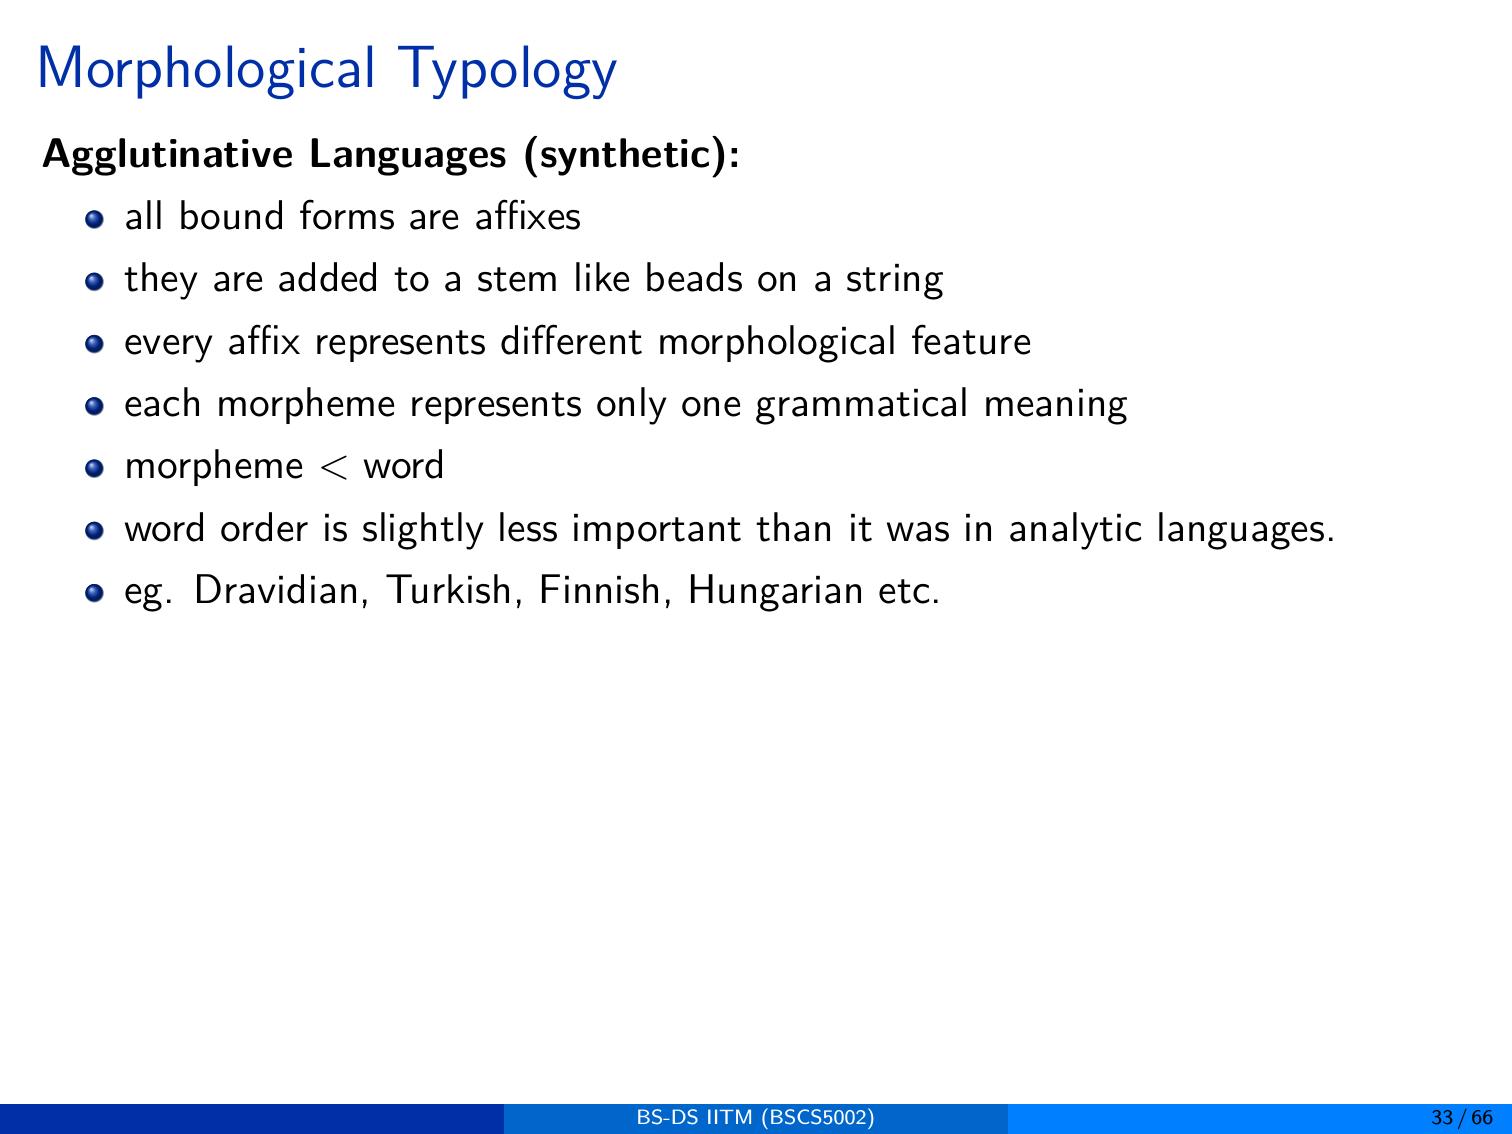 Morphological Typology
Agglutinative Languages (synthetic):
all bound forms are affixes
they are added to a stem like beads on a string
every affix represents different morphological feature
each morpheme represents only one grammatical meaning
morpheme < word
word order is slightly less important than it was in analytic languages.
eg. Dravidian, Turkish, Finnish, Hungarian etc.
BS-DS IITM (BSCS5002)
33 / 66